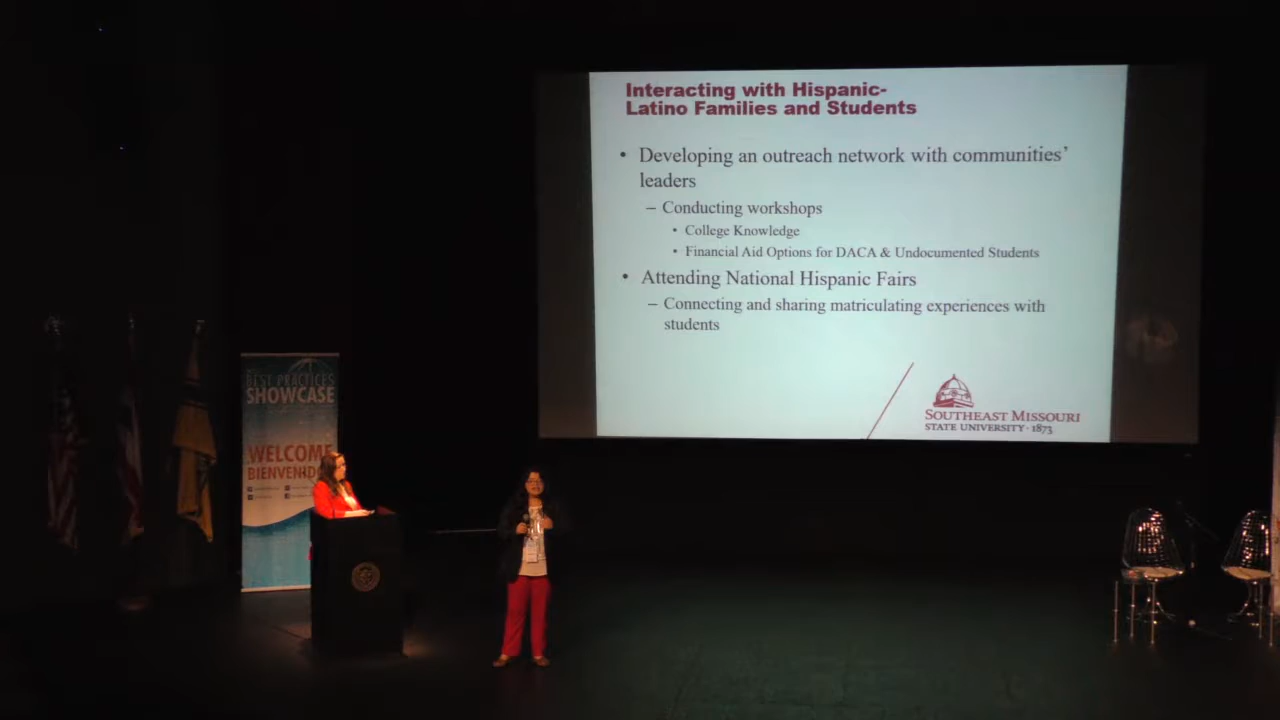 Interacting with Hispanic-
Latino Families and Students
• Developing an outreach network with communities'
leaders
– Conducting workshops
• College Knowledge
• Financial Aid Options for DACA & Undocumented Students
• Attending National Hispanic Fairs
– Connecting and sharing matriculating experiences with
students
SOUTHEAST MISSOURI
STATE UNIVERSITY · 1873
BEST PRACTICES
SHOWCASE
WELCOME
BIENVENID